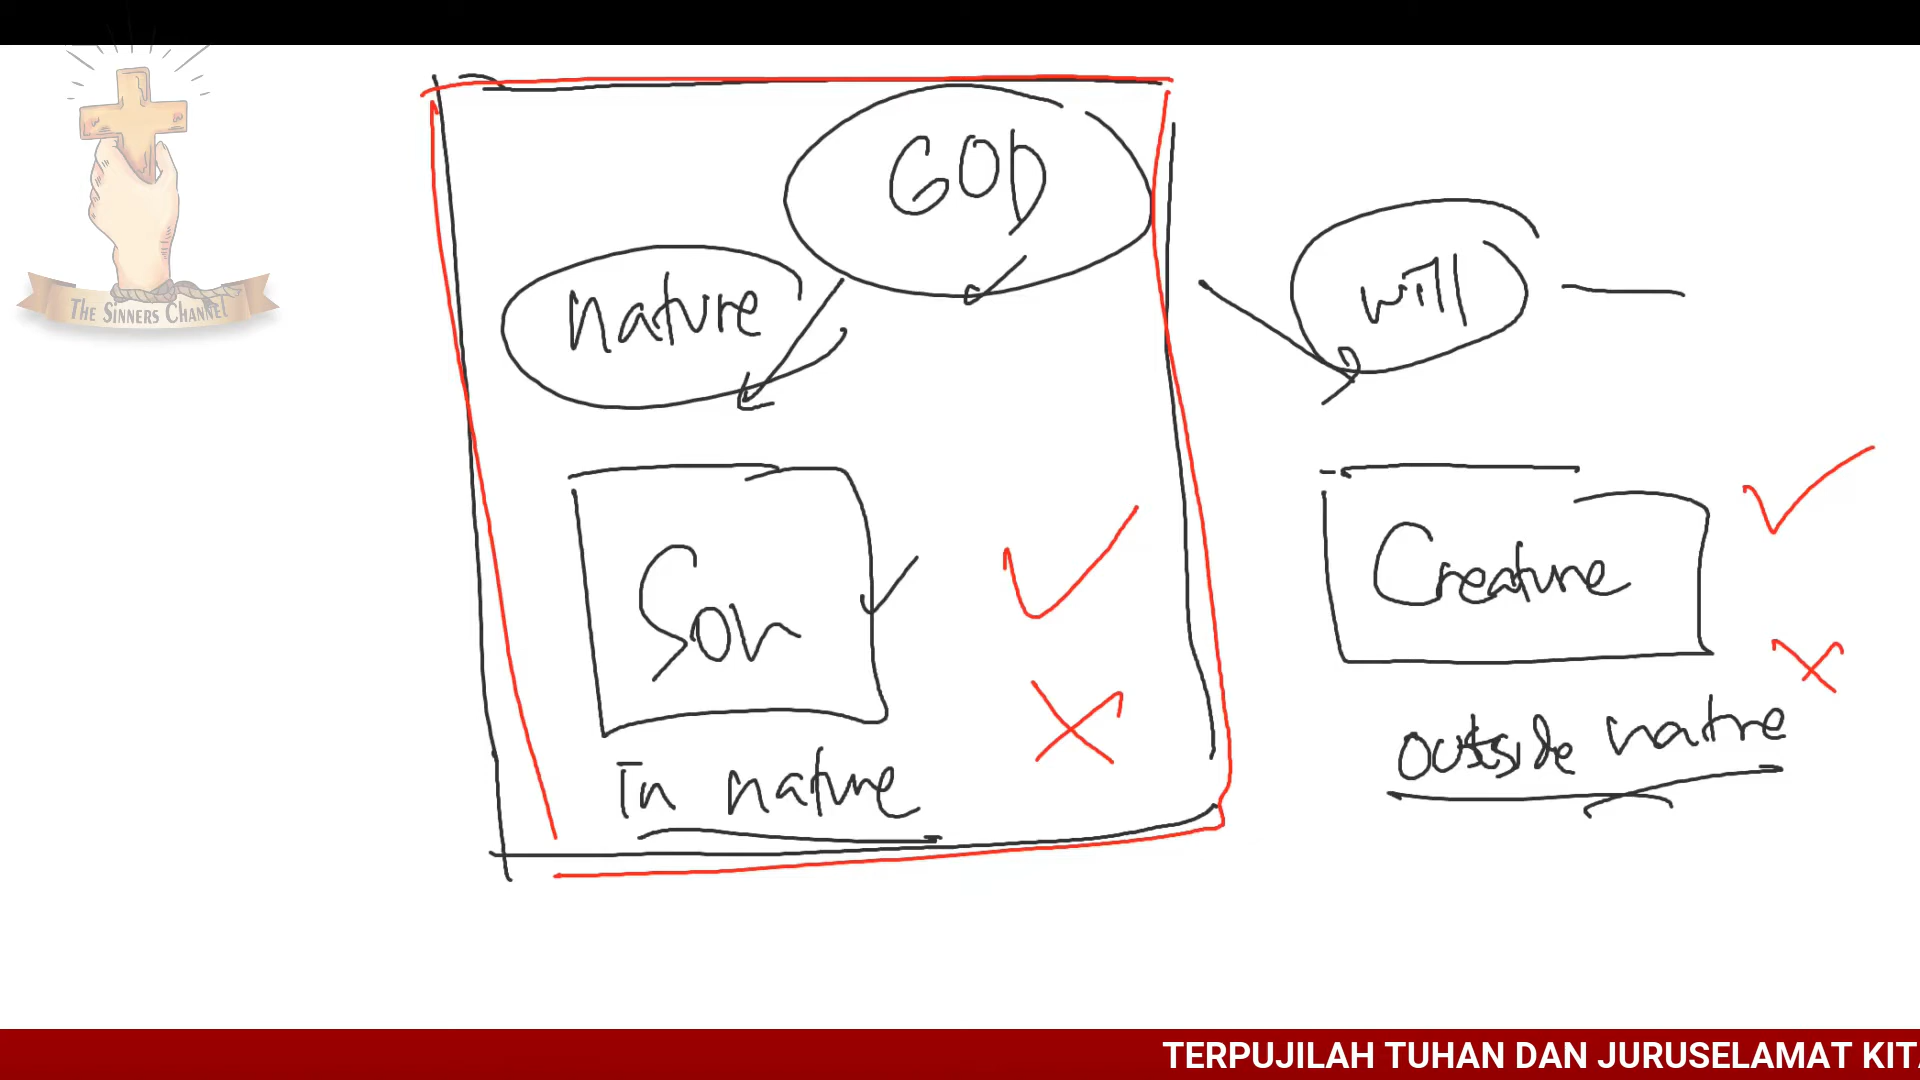 THE SINNERS CHANNEL
GOD
nature
will
Son
Creature
In nature
outside nature
TERPUJILAH TUHAN DAN JURUSELAMAT KIT